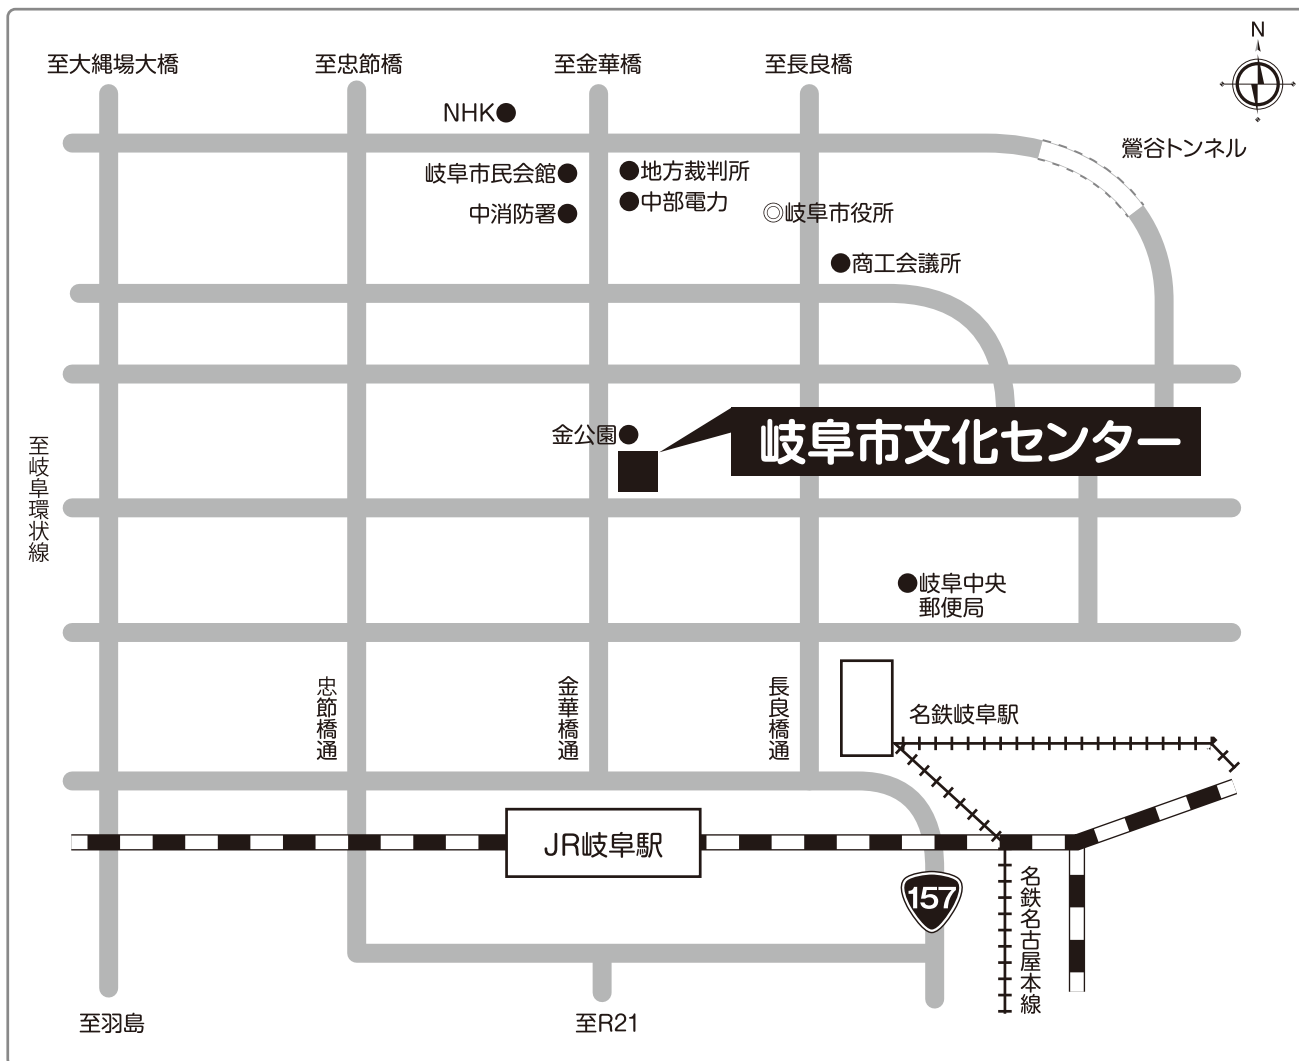 N
至大縄場大橋
至忠節橋
至金華橋
至長良橋
NHK●
鶯谷トンネル
岐阜市民会館●
●地方裁判所
中消防署●
●中部電力
◎岐阜市役所
●商工会議所
金公園●
岐阜市文化センター
至岐阜環状線
●岐阜中央
郵便局
忠節橋通
金華橋通
長良橋通
名鉄岐阜駅
JR岐阜駅
157
名鉄名古屋本線
至羽島
至R21